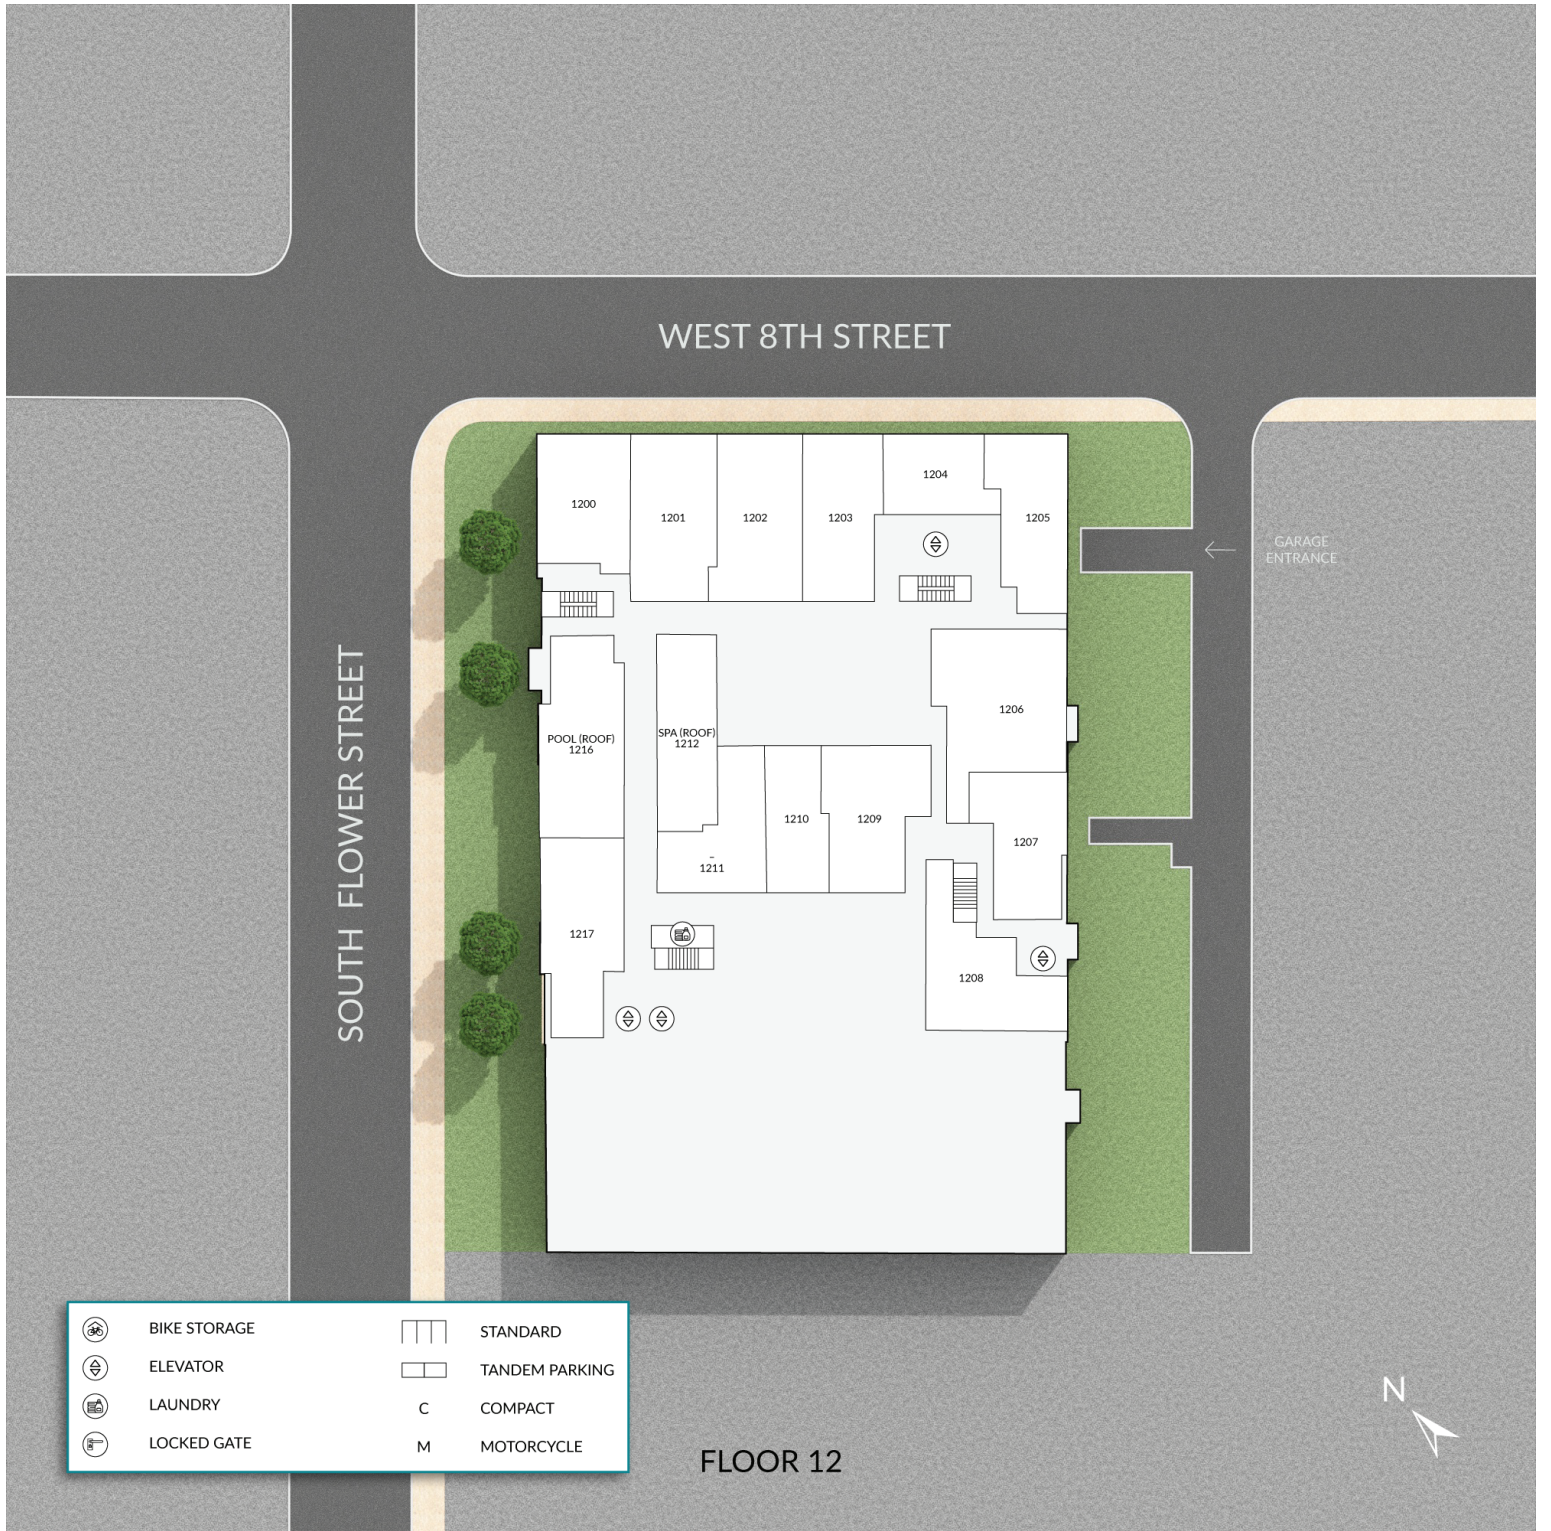 WEST 8TH STREET
SOUTH FLOWER STREET
GARAGE
ENTRANCE
1200
1201
1202
1203
1204
1205
1206
1207
1208
1209
1210
1211
SPA (ROOF)
1212
POOL (ROOF)
1216
1217
BIKE STORAGE
ELEVATOR
LAUNDRY
LOCKED GATE
STANDARD
TANDEM PARKING
C COMPACT
M MOTORCYCLE
FLOOR 12
N